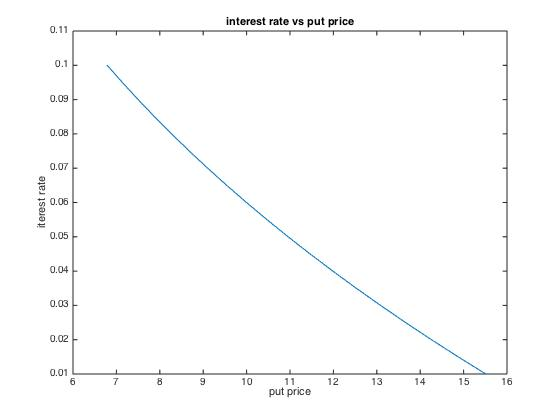 interest rate vs put price
0.11
0.1
0.09
0.08
0.07
0.06
0.05
0.04
0.03
0.02
0.01
iterest rate
6 7 8 9 10 11 12 13 14 15 16
put price